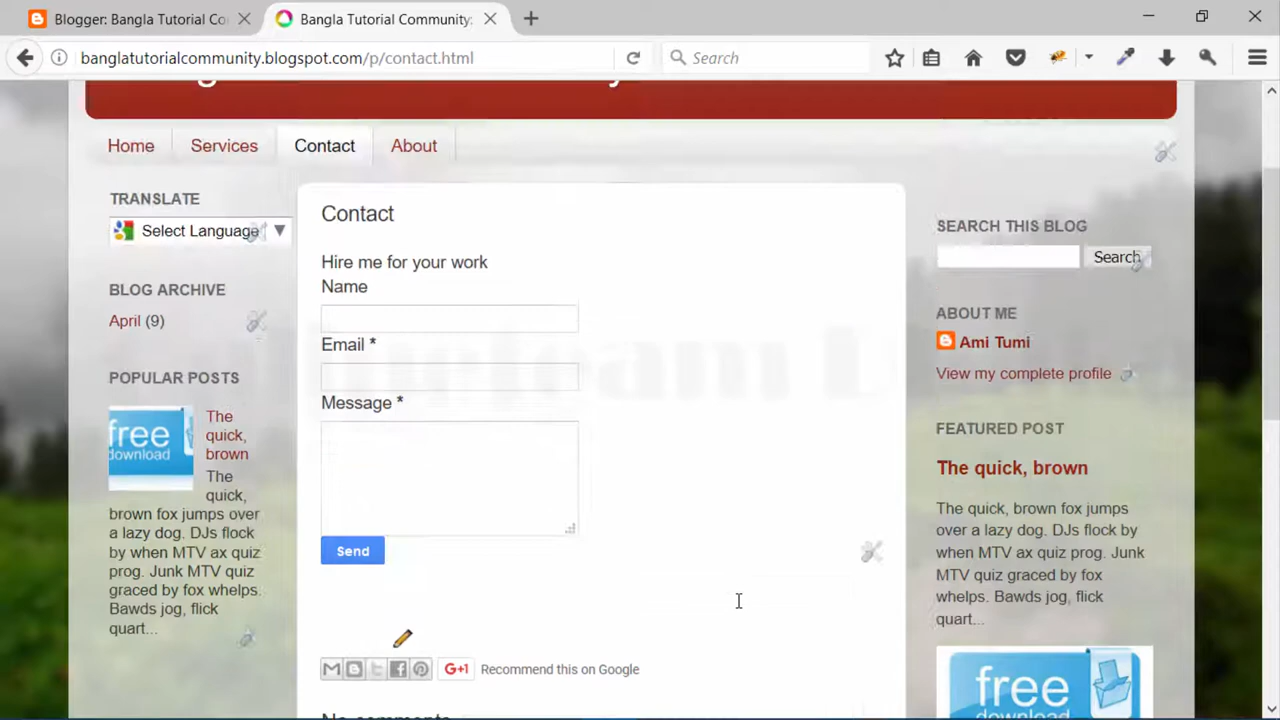 Blogger: Bangla Tutorial Co
Bangla Tutorial Community:
banglatutorialcommunity.blogspot.com/p/contact.html
Search
Home
Services
Contact
About
TRANSLATE
Select Language
BLOG ARCHIVE
April (9)
POPULAR POSTS
free
download
The
quick,
brown
The
quick,
brown fox jumps over
a lazy dog. DJs flock
by when MTV ax quiz
prog. Junk MTV quiz
graced by fox whelps.
Bawds jog, flick
quart...
Contact
Hire me for your work
Name
Email *
Message *
Send
G+1
Recommend this on Google
No comments
SEARCH THIS BLOG
Search
ABOUT ME
Ami Tumi
View my complete profile
FEATURED POST
The quick, brown
The quick, brown fox jumps
over a lazy dog. DJs flock
by when MTV ax quiz prog. Junk
MTV quiz graced by fox
whelps. Bawds jog, flick
quart...
free
download